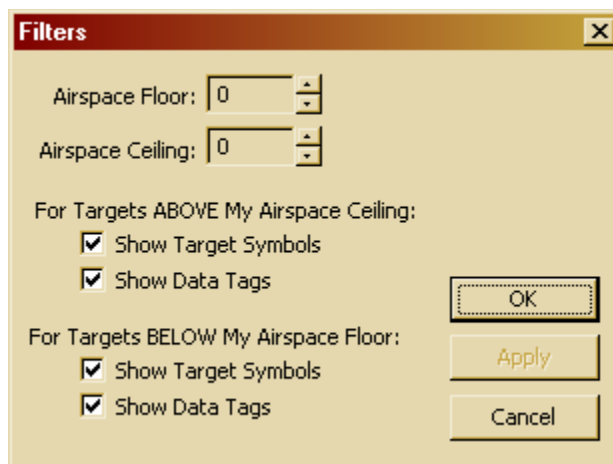 Filters
Airspace Floor: 0
Airspace Ceiling: 0
For Targets ABOVE My Airspace Ceiling:
Show Target Symbols
Show Data Tags
For Targets BELOW My Airspace Floor:
Show Target Symbols
Show Data Tags
OK
Apply
Cancel